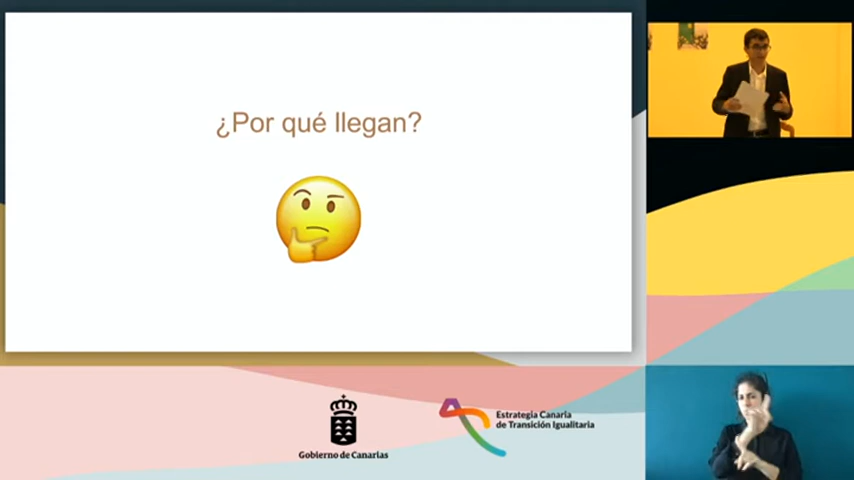 ¿Por qué llegan?
Gobierno de Canarias
Estrategia Canaria
de Transición Igualitaria